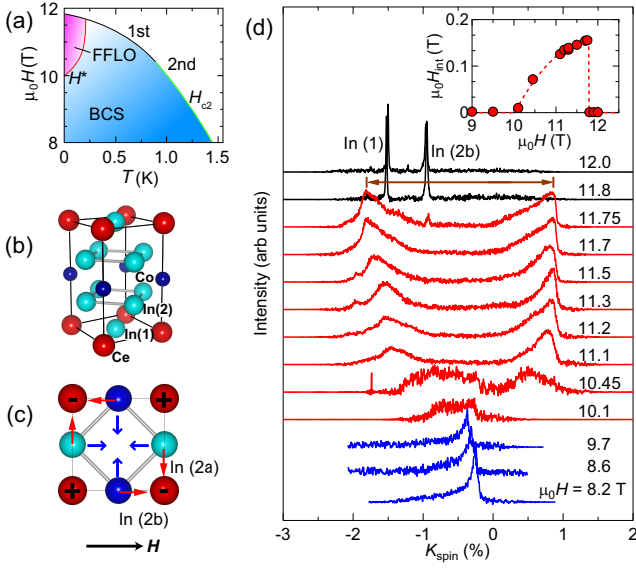 (a)
μ0H (T)
12
10
8
FFLO
1st
2nd
H*
BCS
Hc2
0.0
0.5
1.0
1.5
T (K)
(b)
Co
In(2)
In(1)
Ce
(c)
-
+
+
-
In (2a)
In (2b)
H
(d)
Intensity (arb units)
μ0Hint (T)
0.2
0.1
0
9
10
11
12
μ0H (T)
In (1)
In (2b)
12.0
11.8
11.75
11.7
11.5
11.3
11.2
11.1
10.45
10.1
9.7
8.6
μ0H = 8.2 T
-3
-2
-1
0
1
2
Kspin (%)